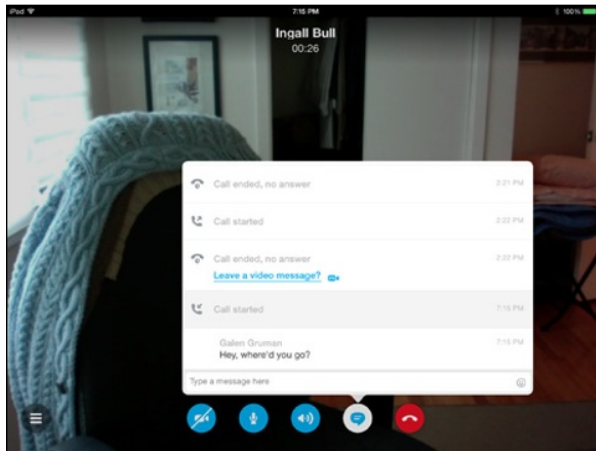 iPad
7:15 PM
100%
Ingall Bull
00:26
Call ended, no answer
2:21 PM
Call started
2:22 PM
Call ended, no answer
2:22 PM
Leave a video message?
Call started
7:15 PM
Galen Gruman
7:15 PM
Hey, where'd you go?
Type a message here